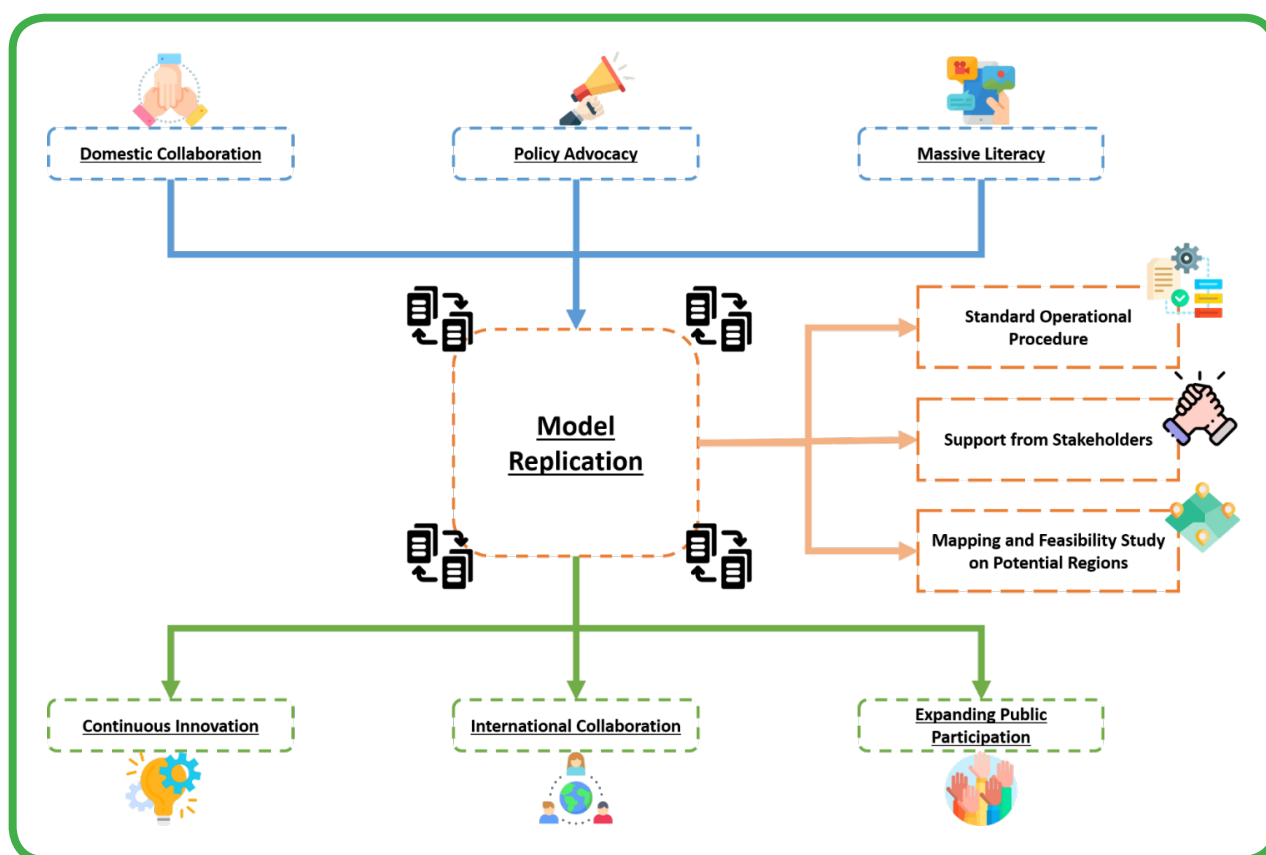 Domestic Collaboration
Policy Advocacy
Massive Literacy
Standard Operational
Procedure
Model
Replication
Support from Stakeholders
Mapping and Feasibility Study
on Potential Regions
Continuous Innovation
International Collaboration
Expanding Public
Participation